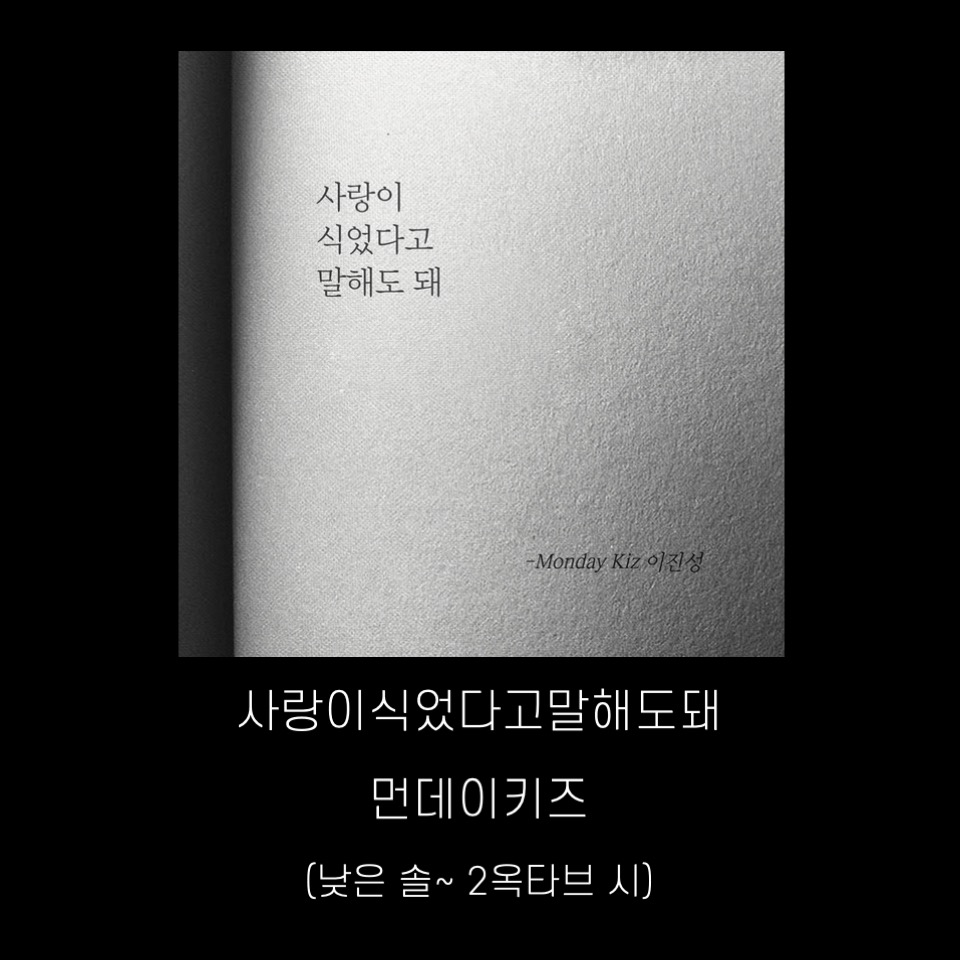 사랑이
식었다고
말해도 돼
-Monday Kiz 이진성
사랑이식었다고말해도돼
먼데이키즈
(낮은 솔~ 2옥타브 시)